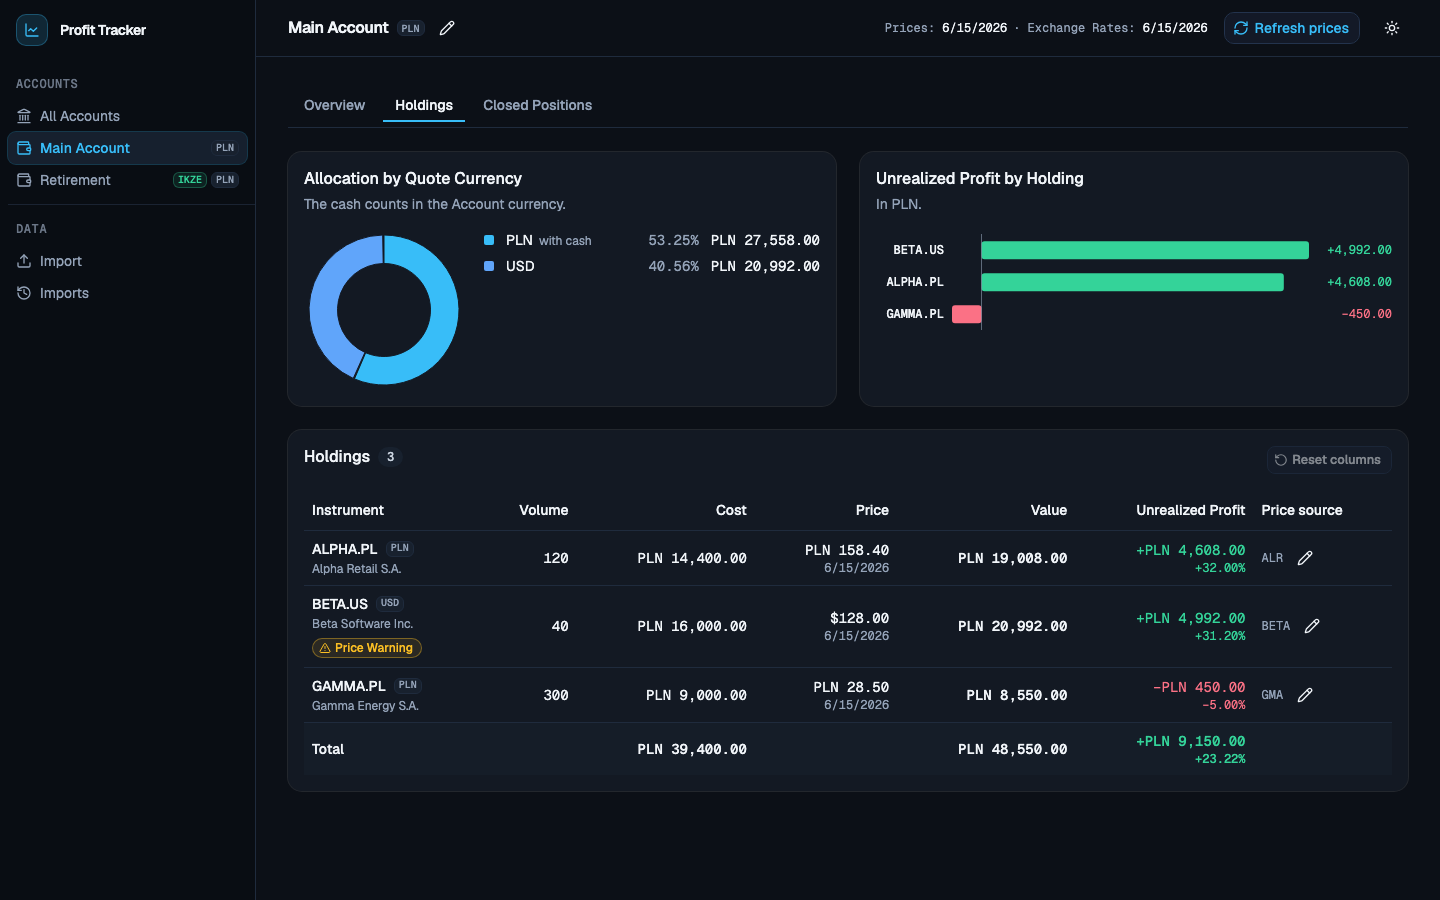 Profit Tracker
ACCOUNTS
All Accounts
Main Account PLN
Retirement IKZE PLN
DATA
Import
Imports
Main Account PLN
Prices: 6/15/2026 · Exchange Rates: 6/15/2026
Refresh prices
Overview Holdings Closed Positions
Allocation by Quote Currency
The cash counts in the Account currency.
PLN with cash 53.25% PLN 27,558.00
USD 40.56% PLN 20,992.00
Unrealized Profit by Holding
In PLN.
BETA.US +4,992.00
ALPHA.PL +4,608.00
GAMMA.PL −450.00
Holdings 3
Reset columns
Instrument Volume Cost Price Value Unrealized Profit Price source
ALPHA.PL PLN 120 PLN 14,400.00 PLN 158.40 PLN 19,008.00 +PLN 4,608.00 ALR
Alpha Retail S.A. 6/15/2026 +32.00%
BETA.US USD 40 PLN 16,000.00 $128.00 PLN 20,992.00 +PLN 4,992.00 BETA
Beta Software Inc. 6/15/2026 +31.20%
Price Warning
GAMMA.PL PLN 300 PLN 9,000.00 PLN 28.50 PLN 8,550.00 −PLN 450.00 GMA
Gamma Energy S.A. 6/15/2026 −5.00%
Total PLN 39,400.00 PLN 48,550.00 +PLN 9,150.00
+23.22%